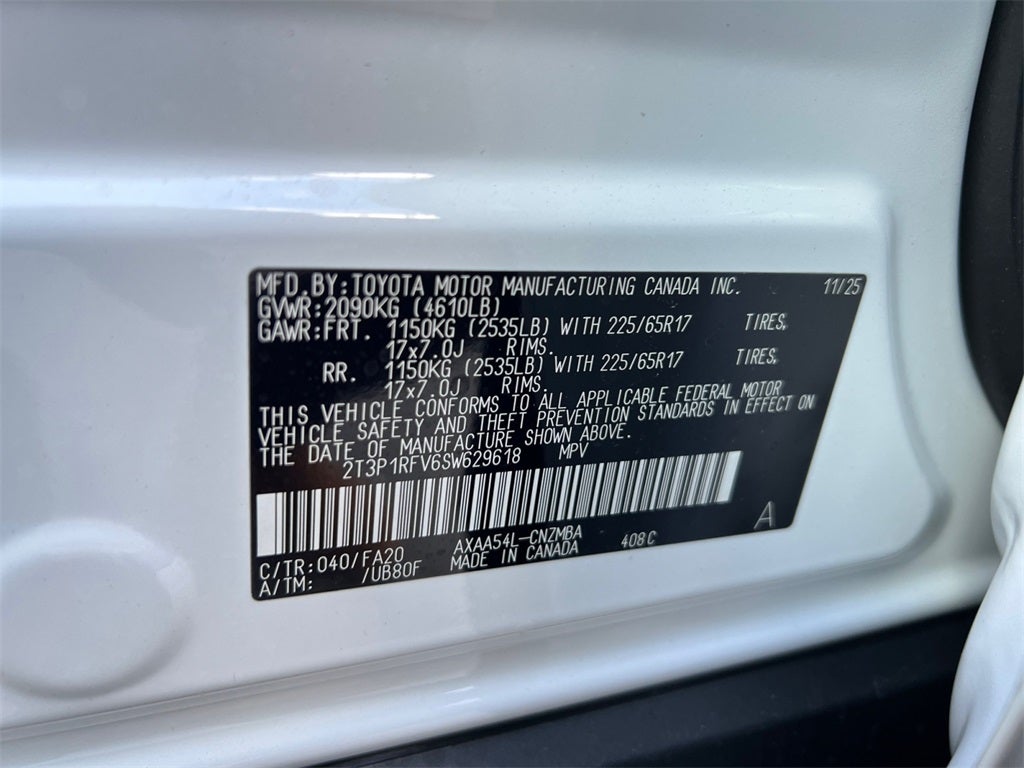 MFD.BY:TOYOTA MOTOR MANUFACTURING CANADA INC. 11/25
GVWR:2090KG (4610LB)
GAWR:FRT. 1150KG (2535LB) WITH 225/65R17 TIRES,
17x7.0J RIMS.
RR. 1150KG (2535LB) WITH 225/65R17 TIRES,
17x7.0J RIMS.
THIS VEHICLE CONFORMS TO ALL APPLICABLE FEDERAL MOTOR
VEHICLE SAFETY AND THEFT PREVENTION STANDARDS IN EFFECT ON
THE DATE OF MANUFACTURE SHOWN ABOVE.
2T3P1RFV6SW629618 MPV
A
C/TR:040/FA20 AXAA54L-CNZMBA 408C
A/TM: /UB80F MADE IN CANADA